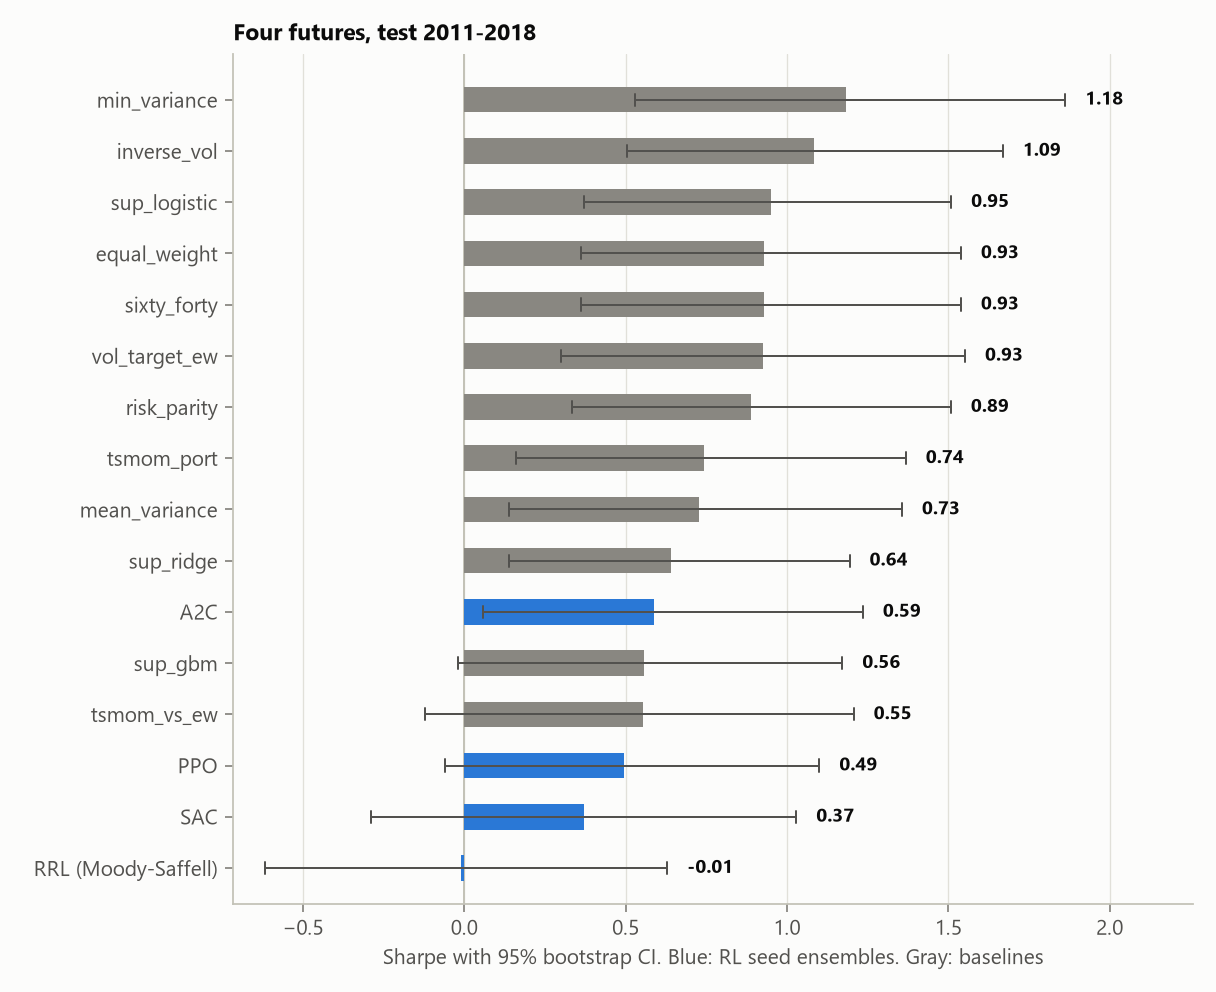 Four futures, test 2011-2018
min_variance 1.18
inverse_vol 1.09
sup_logistic 0.95
equal_weight 0.93
sixty_forty 0.93
vol_target_ew 0.93
risk_parity 0.89
tsmom_port 0.74
mean_variance 0.73
sup_ridge 0.64
A2C 0.59
sup_gbm 0.56
tsmom_vs_ew 0.55
PPO 0.49
SAC 0.37
RRL (Moody-Saffell) -0.01
−0.5 0.0 0.5 1.0 1.5 2.0
Sharpe with 95% bootstrap CI. Blue: RL seed ensembles. Gray: baselines